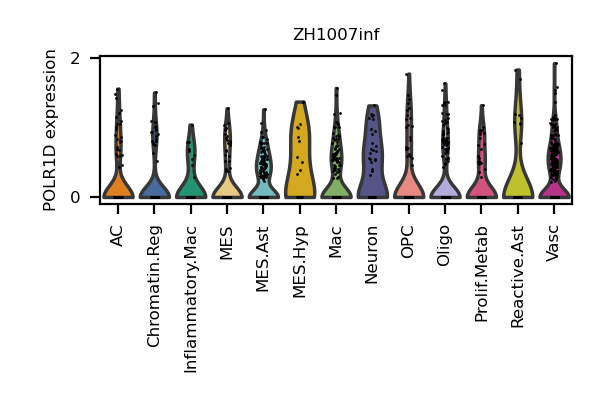 ZH1007inf
POLR1D expression
2
0
AC
Chromatin.Reg
Inflammatory.Mac
MES
MES.Ast
MES.Hyp
Mac
Neuron
OPC
Oligo
Prolif.Metab
Reactive.Ast
Vasc